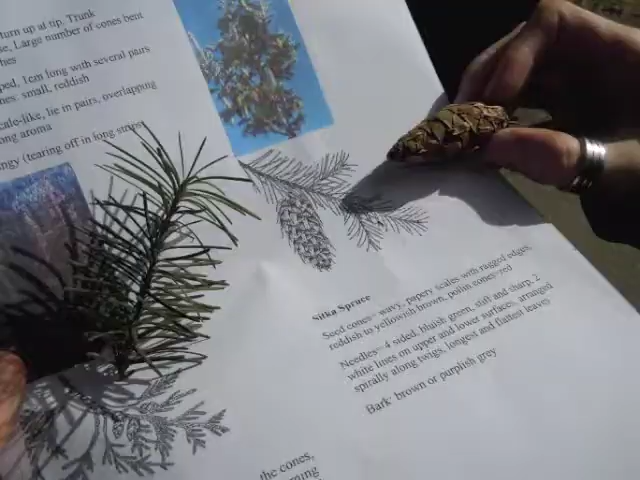 turn up at tip. Trunk
Large number of cones bent
ped, 1cm long with several pairs
small, reddish
cale-like, lie in pairs, overlapping
ng aroma
ngy (tearing off in long strips)
Sitka Spruce
Seed cones- wavy, papery scales with ragged edges,
reddish to yellowish brown, pollin cones-red
Needles- 4 sided, bluish green, stiff and sharp, 2
white lines on upper and lower surfaces, arranged
spirally along twigs, longest and flattest leaves
Bark- brown or purplish grey
the cones,